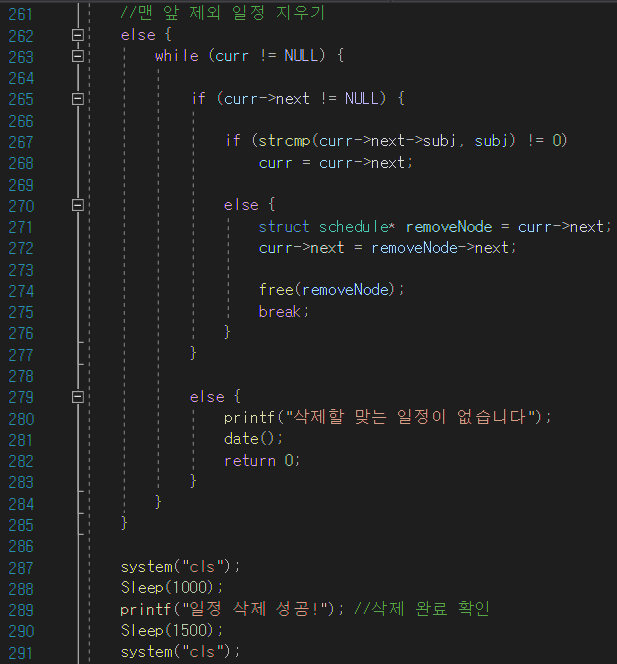 261 //맨 앞 제외 일정 지우기
262 else {
263 while (curr != NULL) {
264
265 if (curr->next != NULL) {
266
267 if (strcmp(curr->next->subj, subj) != 0)
268 curr = curr->next;
269
270 else {
271 struct schedule* removeNode = curr->next;
272 curr->next = removeNode->next;
273
274 free(removeNode);
275 break;
276 }
277 }
278
279 else {
280 printf("삭제할 맞는 일정이 없습니다");
281 date();
282 return 0;
283 }
284 }
285 }
286
287 system("cls");
288 Sleep(1000);
289 printf("일정 삭제 성공!"); //삭제 완료 확인
290 Sleep(1500);
291 system("cls");